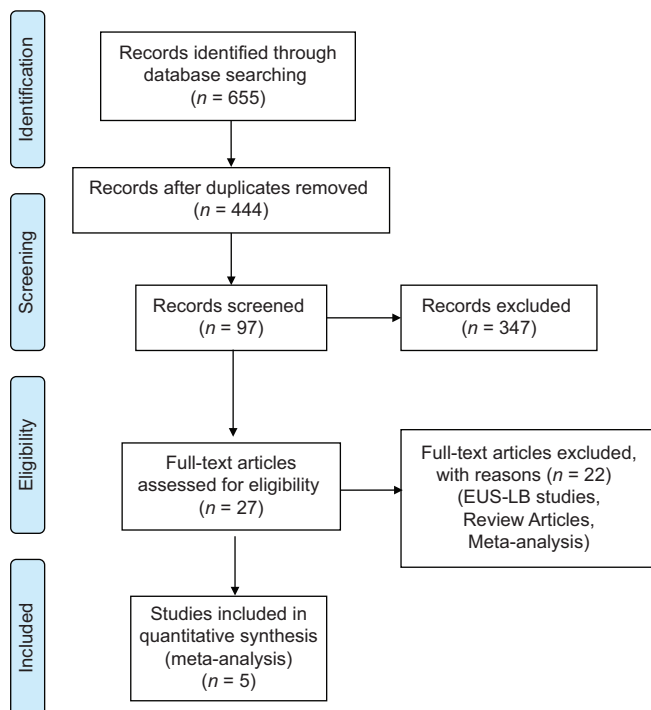 Identification
Records identified through
database searching
(n = 655)
Records after duplicates removed
(n = 444)
Screening
Records screened
(n = 97)
Records excluded
(n = 347)
Eligibility
Full-text articles
assessed for eligibility
(n = 27)
Full-text articles excluded,
with reasons (n = 22)
(EUS-LB studies,
Review Articles,
Meta-analysis)
Included
Studies included in
quantitative synthesis
(meta-analysis)
(n = 5)